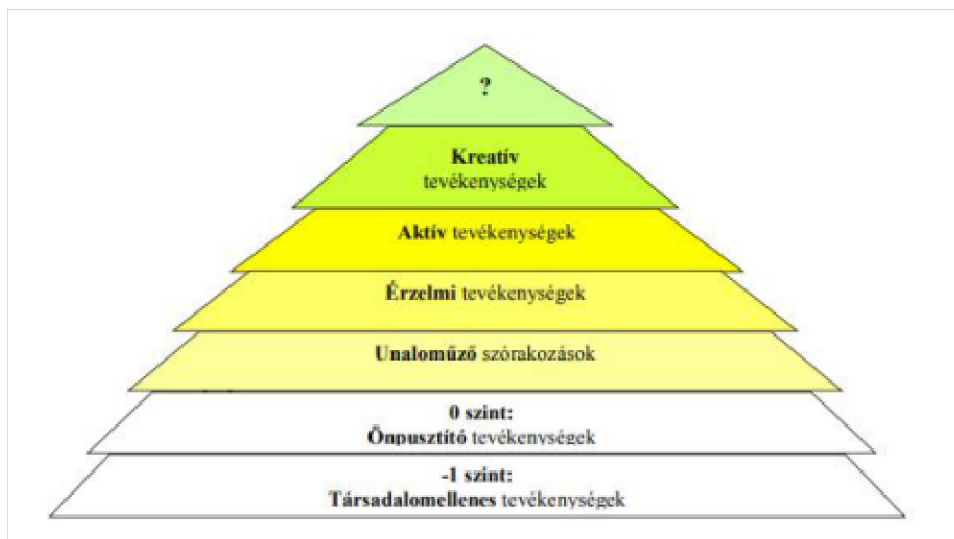 ?
Kreatív
tevékenységek
Aktív tevékenységek
Érzelmi tevékenységek
Unaloműző szórakozások
0 szint:
Önpusztító tevékenységek
-1 szint:
Társadalomellenes tevékenységek